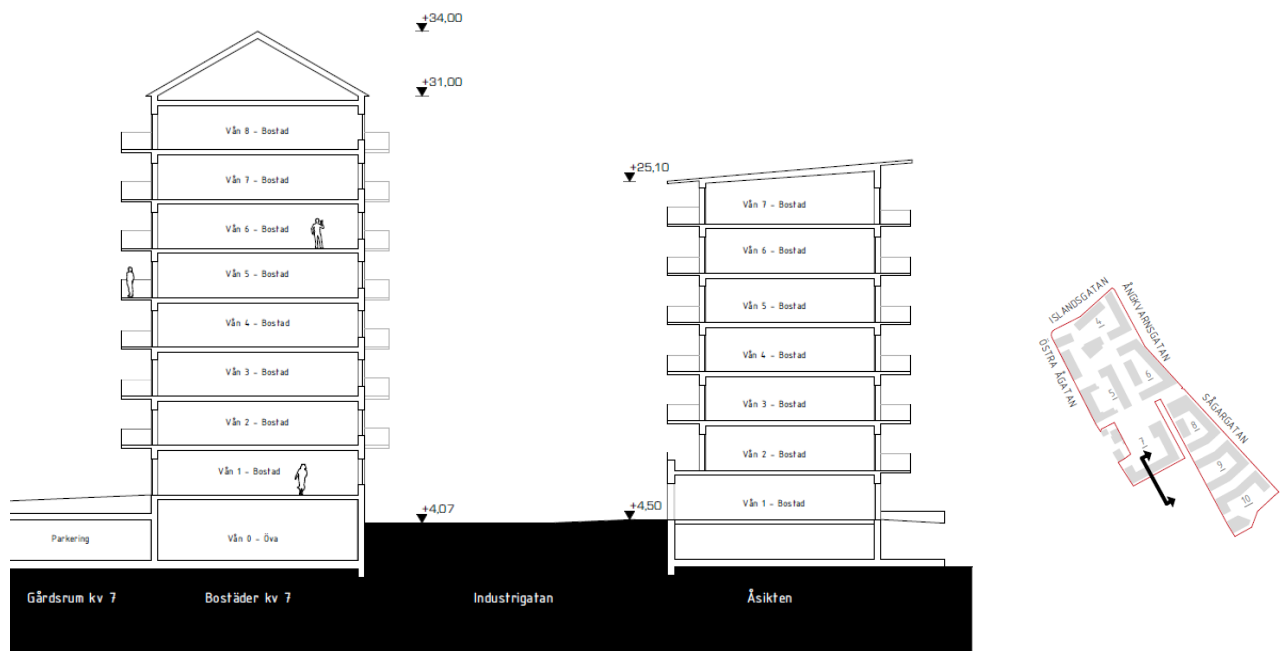 +34,00
+31,00
Vån 8 - Bostad
Vån 7 - Bostad
Vån 6 - Bostad
Vån 5 - Bostad
Vån 4 - Bostad
Vån 3 - Bostad
Vån 2 - Bostad
Vån 1 - Bostad
Vån 0 - Öva
Parkering
+4,07
+25,10
Vån 7 - Bostad
Vån 6 - Bostad
Vån 5 - Bostad
Vån 4 - Bostad
Vån 3 - Bostad
Vån 2 - Bostad
Vån 1 - Bostad
+4,50
Gårdsrum kv 7
Bostäder kv 7
Industrigatan
Åsikten
ISLANDSGATAN
ÅNGKVARNSGATAN
ÖSTRA ÅGATAN
SÅGARGATAN